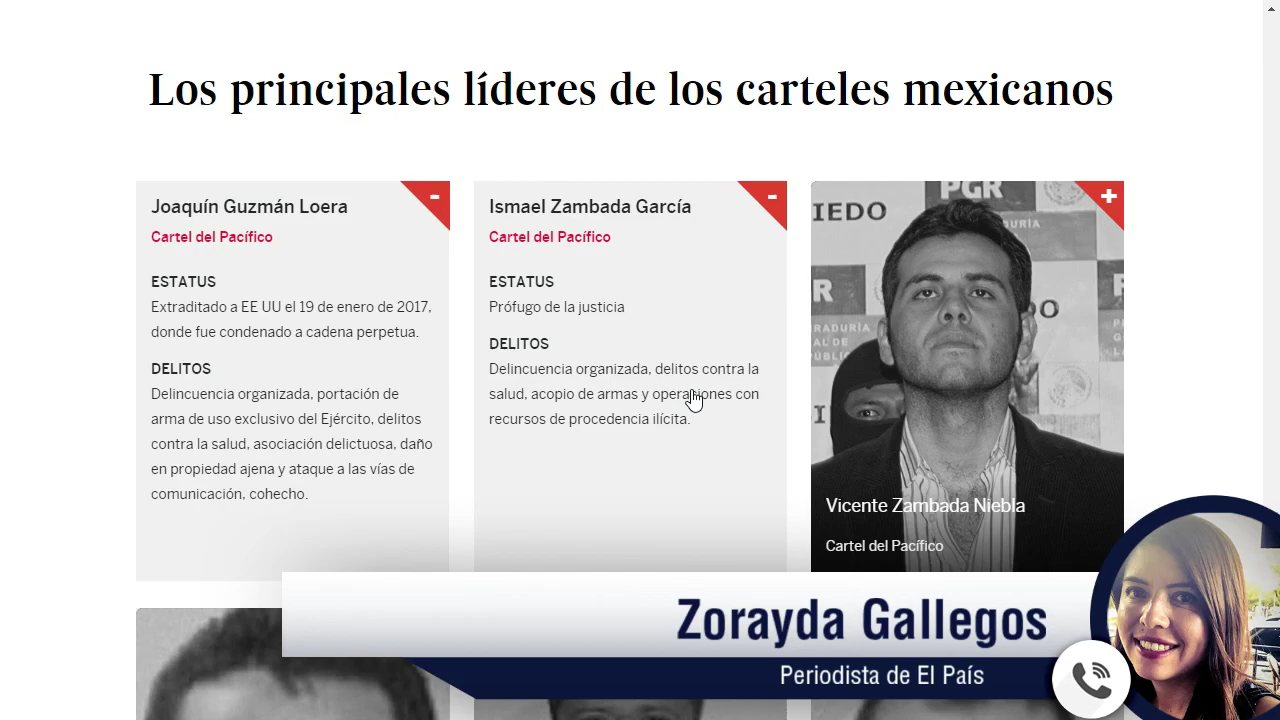 Los principales líderes de los carteles mexicanos
Joaquín Guzmán Loera
Cartel del Pacífico
ESTATUS
Extraditado a EE UU el 19 de enero de 2017,
donde fue condenado a cadena perpetua.
DELITOS
Delincuencia organizada, portación de
arma de uso exclusivo del Ejército, delitos
contra la salud, asociación delictuosa, daño
en propiedad ajena y ataque a las vías de
comunicación, cohecho.
-
Ismael Zambada García
Cartel del Pacífico
ESTATUS
Prófugo de la justicia
DELITOS
Delincuencia organizada, delitos contra la
salud, acopio de armas y operaciones con
recursos de procedencia ilícita.
-
+
PGR
Vicente Zambada Niebla
Cartel del Pacífico
Zorayda Gallegos
Periodista de El País